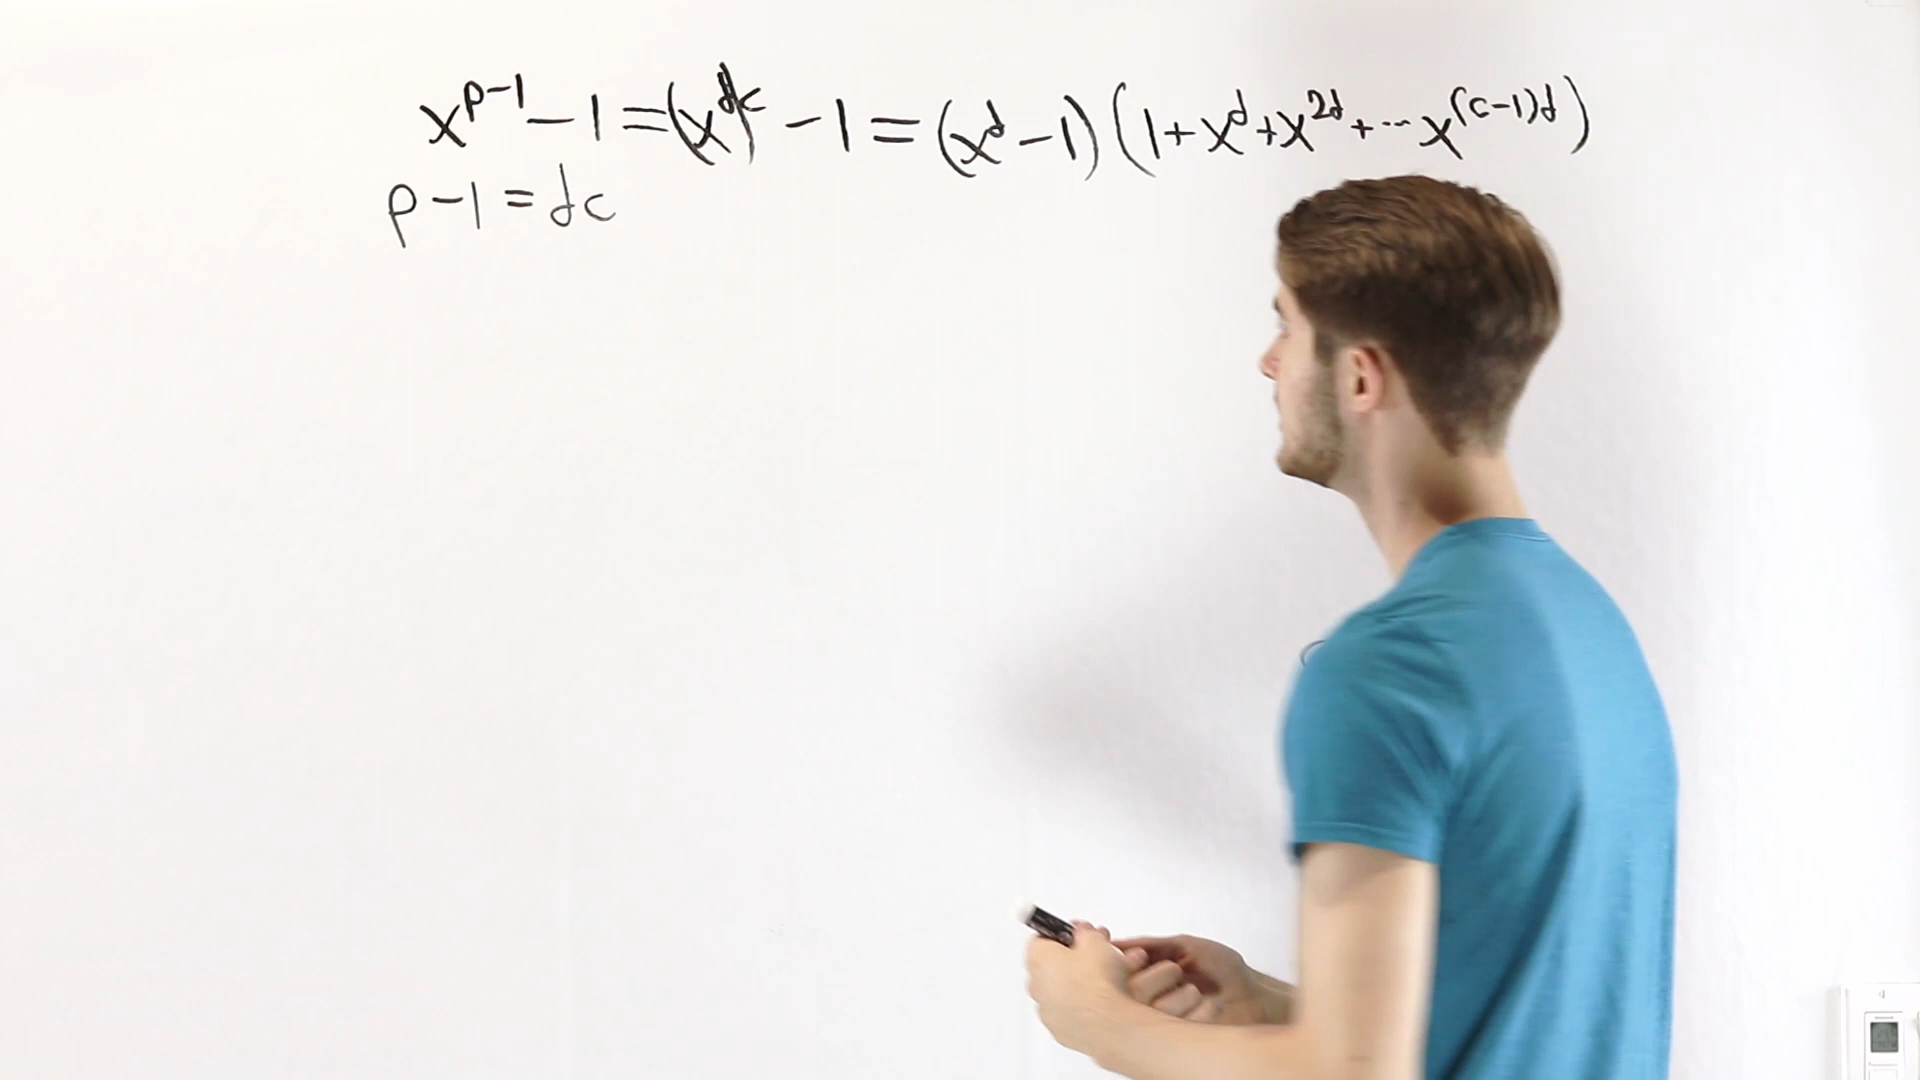 x^{p-1} - 1 = (x^d)^c - 1 = (x^d - 1)(1 + x^d + x^{2d} + ⋯ x^{(c-1)d})
p - 1 = dc